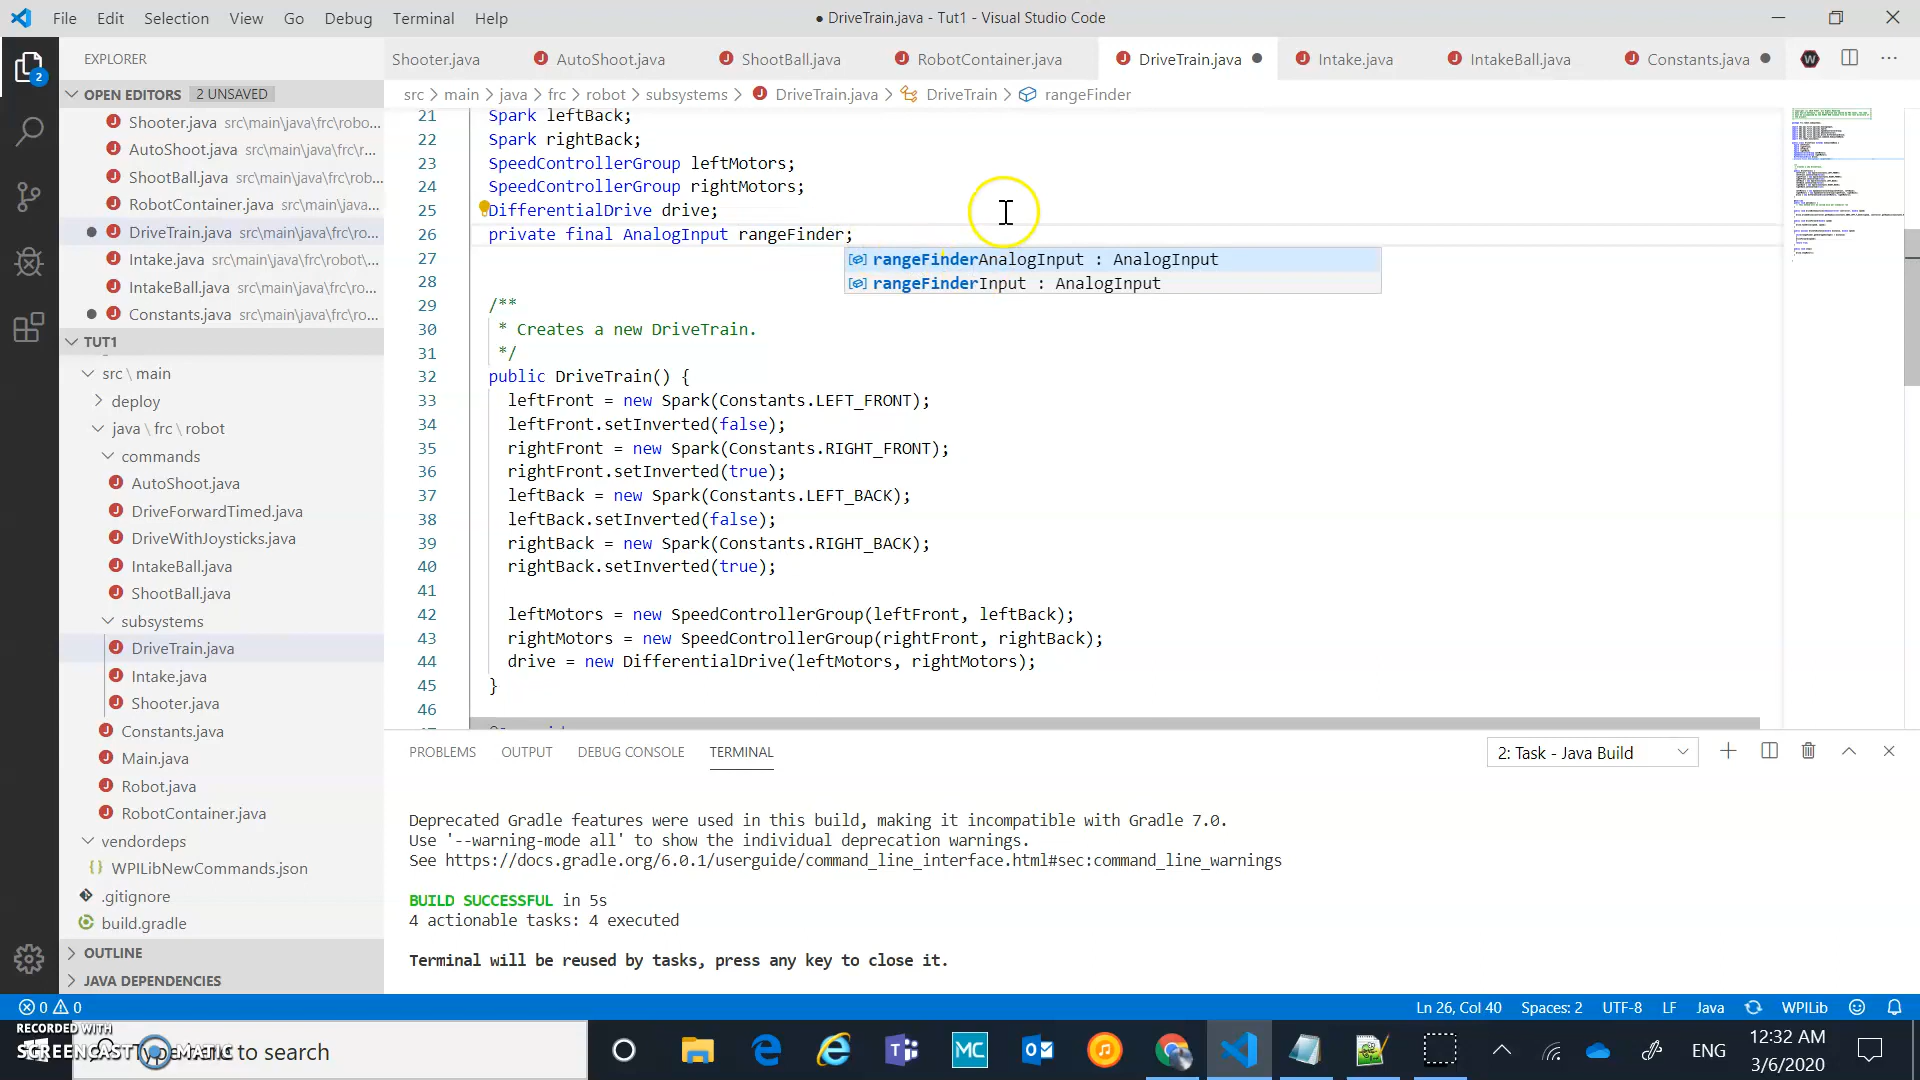 File Edit Selection View Go Debug Terminal Help
● DriveTrain.java - Tut1 - Visual Studio Code
EXPLORER
Shooter.java AutoShoot.java ShootBall.java RobotContainer.java DriveTrain.java Intake.java IntakeBall.java Constants.java
2
OPEN EDITORS 2 UNSAVED
src > main > java > frc > robot > subsystems > DriveTrain.java > DriveTrain > rangeFinder
Shooter.java src\main\java\frc\robo...
AutoShoot.java src\main\java\frc\r...
ShootBall.java src\main\java\frc\rob...
RobotContainer.java src\main\jav...
DriveTrain.java src\main\java\frc\ro...
Intake.java src\main\java\frc\robot\...
IntakeBall.java src\main\java\frc\ro...
Constants.java src\main\java\frc\ro...
TUT1
src \ main
deploy
java \ frc \ robot
commands
AutoShoot.java
DriveForwardTimed.java
DriveWithJoysticks.java
IntakeBall.java
ShootBall.java
subsystems
DriveTrain.java
Intake.java
Shooter.java
Constants.java
Main.java
Robot.java
RobotContainer.java
vendordeps
{} WPILibNewCommands.json
.gitignore
build.gradle
OUTLINE
JAVA DEPENDENCIES
21 Spark leftBack;
22 Spark rightBack;
23 SpeedControllerGroup leftMotors;
24 SpeedControllerGroup rightMotors;
25 DifferentialDrive drive;
26 private final AnalogInput rangeFinder;
27 rangeFinderAnalogInput : AnalogInput
28 rangeFinderInput : AnalogInput
29 /**
30 * Creates a new DriveTrain.
31 */
32 public DriveTrain() {
33 leftFront = new Spark(Constants.LEFT_FRONT);
34 leftFront.setInverted(false);
35 rightFront = new Spark(Constants.RIGHT_FRONT);
36 rightFront.setInverted(true);
37 leftBack = new Spark(Constants.LEFT_BACK);
38 leftBack.setInverted(false);
39 rightBack = new Spark(Constants.RIGHT_BACK);
40 rightBack.setInverted(true);
41
42 leftMotors = new SpeedControllerGroup(leftFront, leftBack);
43 rightMotors = new SpeedControllerGroup(rightFront, rightBack);
44 drive = new DifferentialDrive(leftMotors, rightMotors);
45 }
46
PROBLEMS OUTPUT DEBUG CONSOLE TERMINAL 2: Task - Java Build
Deprecated Gradle features were used in this build, making it incompatible with Gradle 7.0.
Use '--warning-mode all' to show the individual deprecation warnings.
See https://docs.gradle.org/6.0.1/userguide/command_line_interface.html#sec:command_line_warnings
BUILD SUCCESSFUL in 5s
4 actionable tasks: 4 executed
Terminal will be reused by tasks, press any key to close it.
0 0 Ln 26, Col 40 Spaces: 2 UTF-8 LF Java WPILib
RECORDED WITH
SCREENCAST MATIC
Type here to search
MC
ENG
12:32 AM
3/6/2020